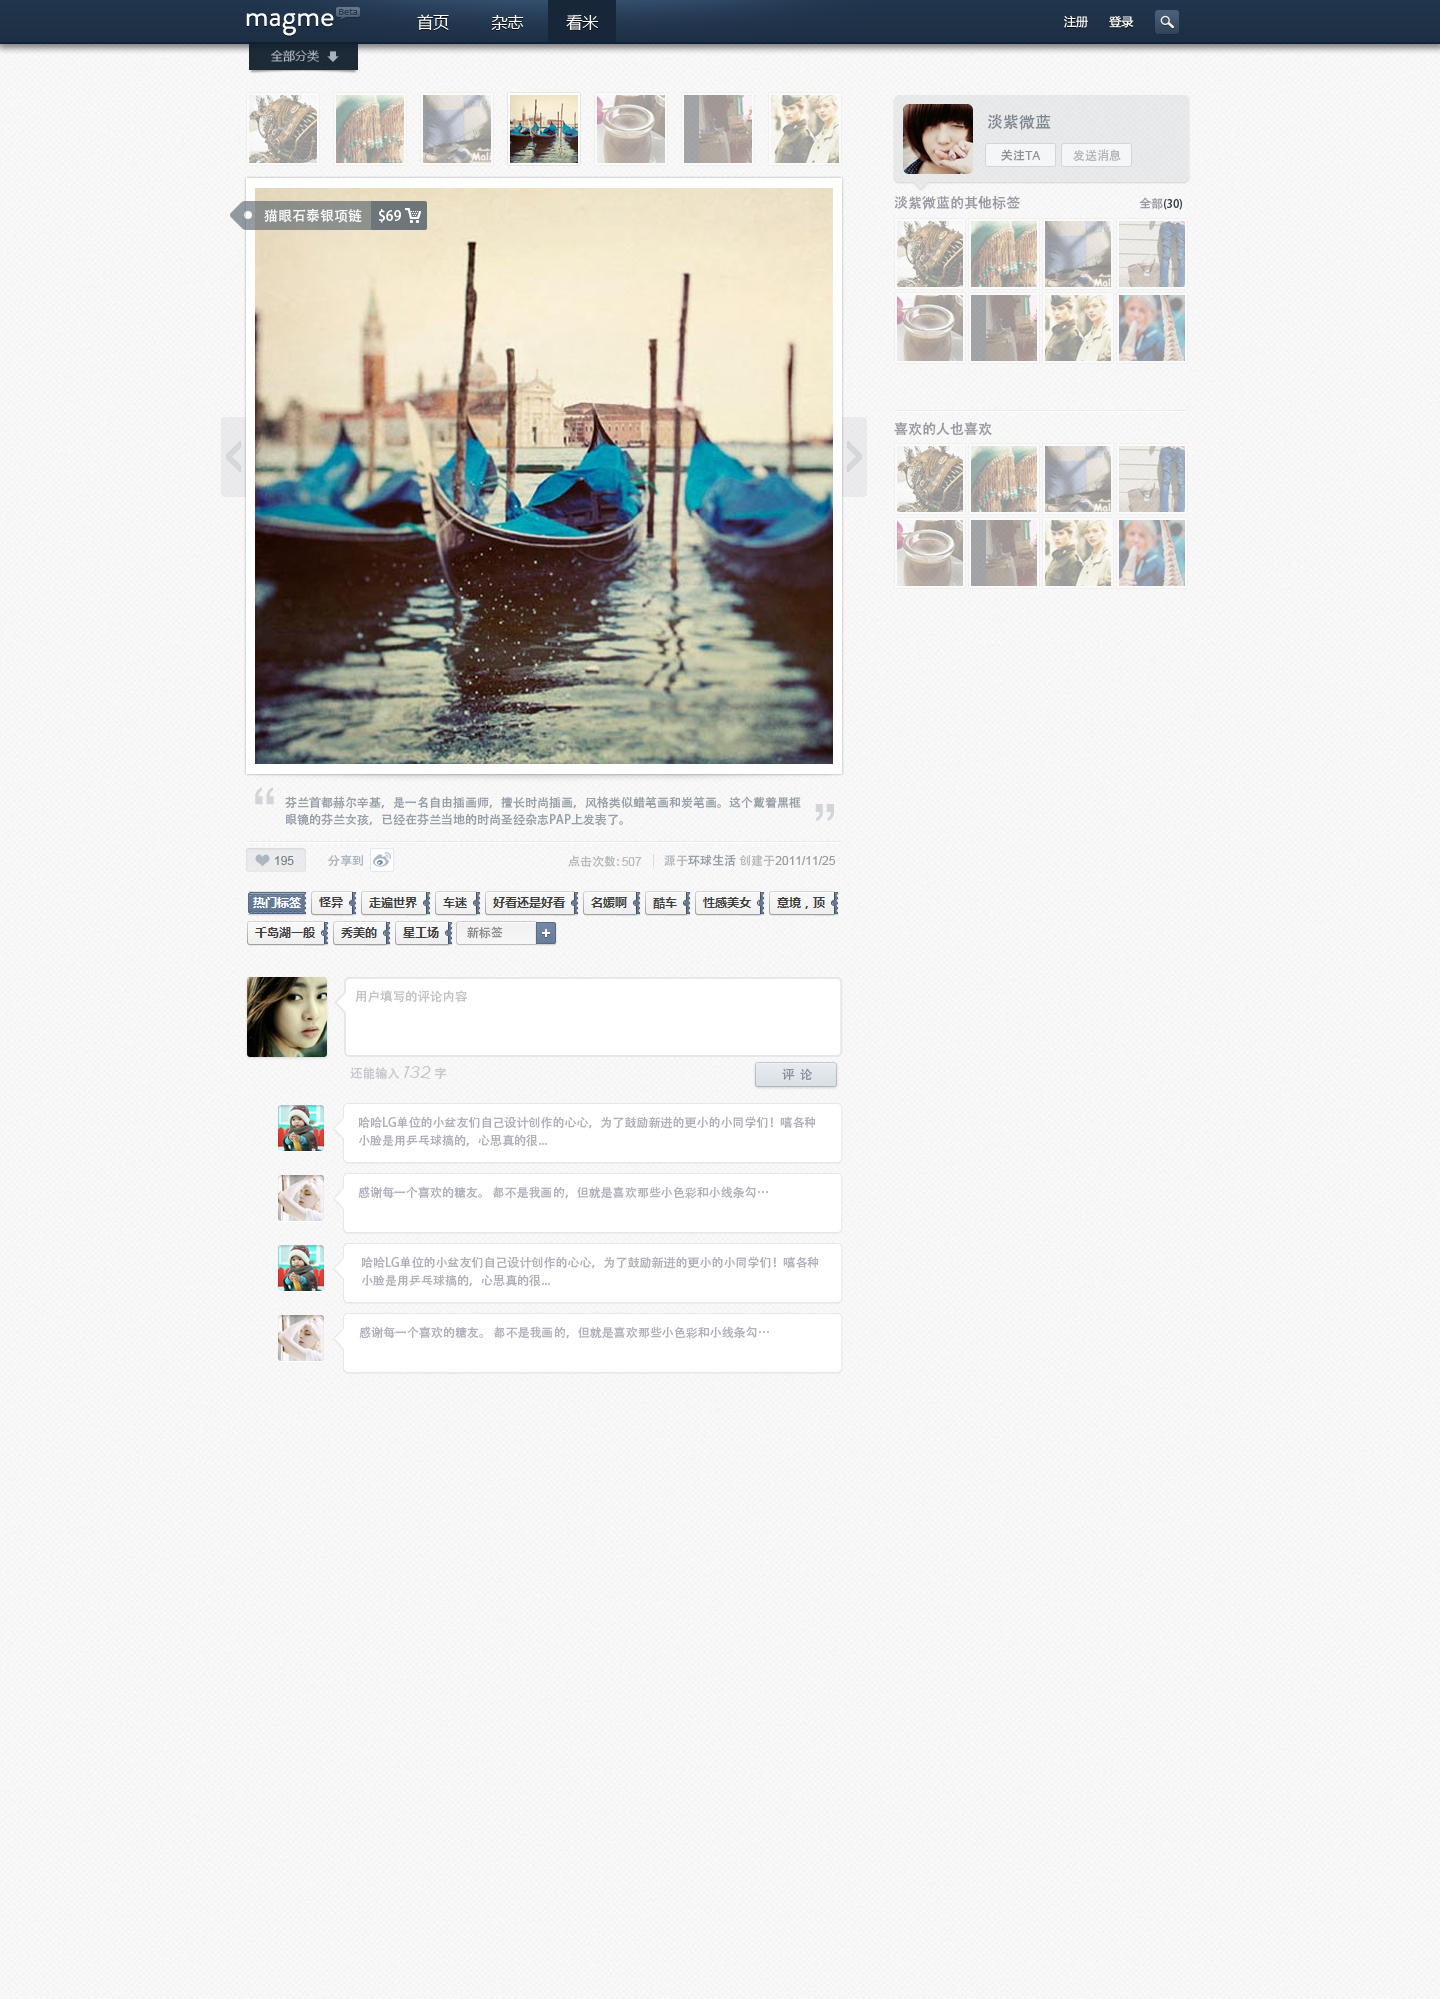 magme Beta
首页 杂志 看米
注册 登录
全部分类
淡紫微蓝
关注TA 发送消息
淡紫微蓝的其他标签 全部(30)
猫眼石泰银项链 $69
喜欢的人也喜欢
芬兰首都赫尔辛基，是一名自由插画师，擅长时尚插画，风格类似蜡笔画和炭笔画。这个戴着黑框
眼镜的芬兰女孩，已经在芬兰当地的时尚圣经杂志PAP上发表了。
195 分享到 点击次数:507 源于环球生活 创建于2011/11/25
热门标签 怪异 走遍世界 车迷 好看还是好看 名媛啊 酷车 性感美女 意境，顶
千岛湖一般 秀美的 星工场 新标签
用户填写的评论内容
还能输入 132 字 评 论
哈哈LG单位的小盆友们自己设计创作的心心，为了鼓励新进的更小的小同学们！嘻各种
小脸是用乒乓球搞的，心思真的很...
感谢每一个喜欢的糖友。 都不是我画的，但就是喜欢那些小色彩和小线条勾…
哈哈LG单位的小盆友们自己设计创作的心心，为了鼓励新进的更小的小同学们！嘻各种
小脸是用乒乓球搞的，心思真的很...
感谢每一个喜欢的糖友。 都不是我画的，但就是喜欢那些小色彩和小线条勾…